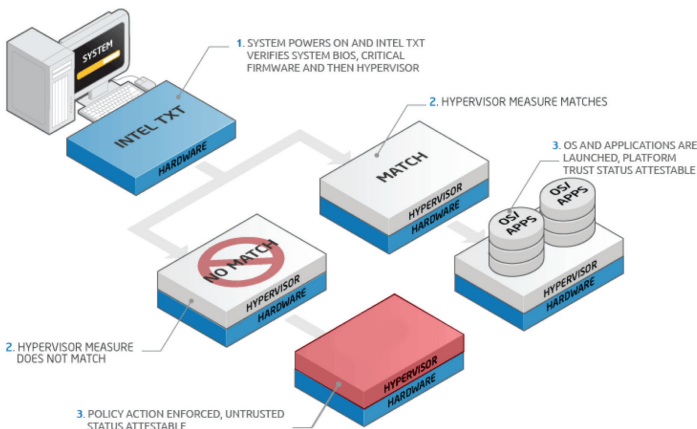 SYSTEM
1. SYSTEM POWERS ON AND INTEL TXT
VERIFIES SYSTEM BIOS, CRITICAL
FIRMWARE AND THEN HYPERVISOR
INTEL TXT
HARDWARE
2. HYPERVISOR MEASURE MATCHES
MATCH
HYPERVISOR
HARDWARE
3. OS AND APPLICATIONS ARE
LAUNCHED, PLATFORM
TRUST STATUS ATTESTABLE
OS/
APPS
OS/
APPS
HYPERVISOR
HARDWARE
NO MATCH
HYPERVISOR
HARDWARE
2. HYPERVISOR MEASURE
DOES NOT MATCH
HYPERVISOR
HARDWARE
3. POLICY ACTION ENFORCED, UNTRUSTED
STATUS ATTESTABLE